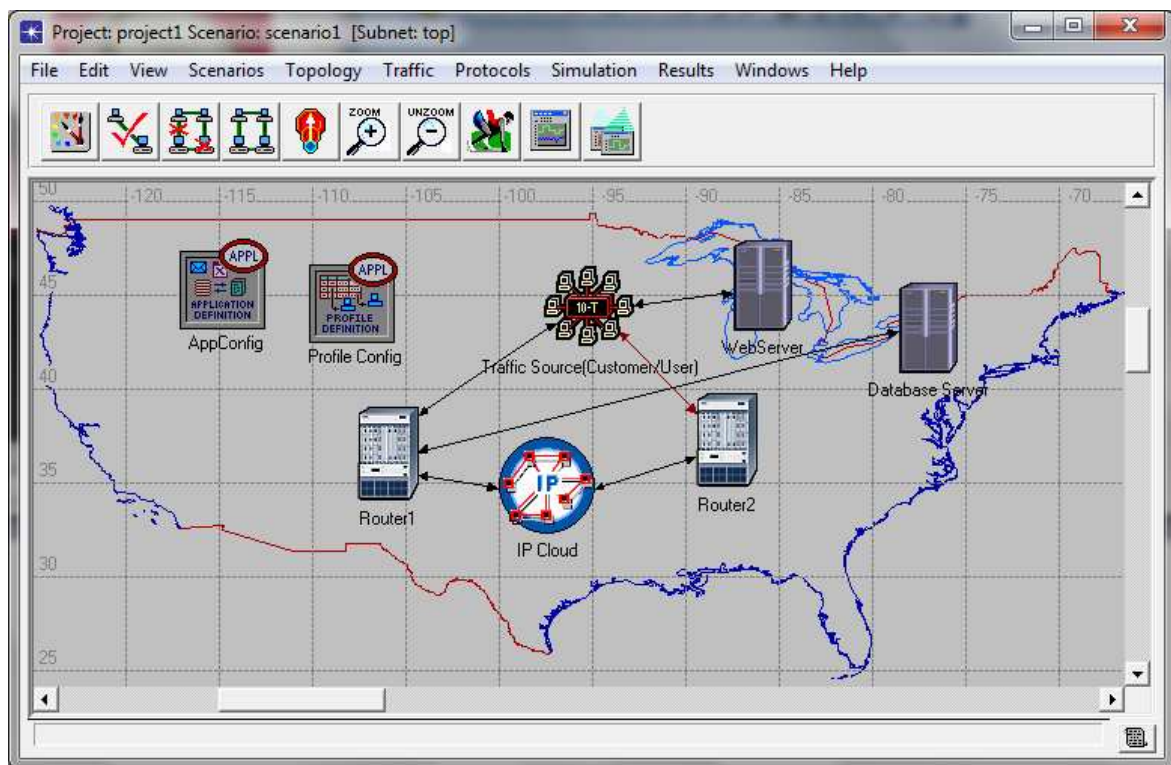 Project: project1 Scenario: scenario1 [Subnet: top]
File Edit View Scenarios Topology Traffic Protocols Simulation Results Windows Help
ZOOM UNZOOM
50 -120 -115 -110 -105 -100 -95 -90 -85 -80 -75 -70
APPL
APPLICATION
DEFINITION
AppConfig
APPL
PROFILE
DEFINITION
Profile Config
45
10-T
Traffic Source(Customer/User)
WebServer
Database Server
40
35
Router1
IP
IP Cloud
Router2
30
25